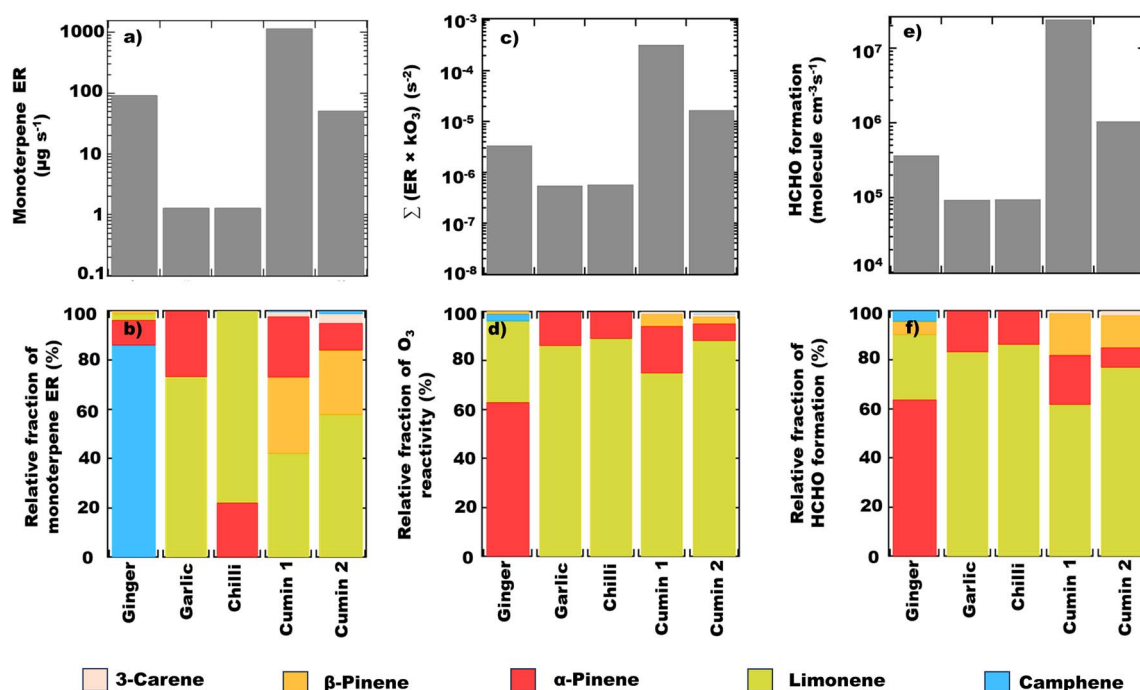 a)
Monoterpene ER
(µg s⁻¹)
1000
100
10
1
0.1
c)
∑ (ER × kO₃) (s⁻²)
10⁻³
10⁻⁴
10⁻⁵
10⁻⁶
10⁻⁷
10⁻⁸
e)
HCHO formation
(molecule cm⁻³s⁻¹)
10⁷
10⁶
10⁵
10⁴
b)
Relative fraction of
monoterpene ER (%)
100
80
60
40
20
0
Ginger
Garlic
Chilli
Cumin 1
Cumin 2
d)
Relative fraction of O₃
reactivity (%)
100
80
60
40
20
0
Ginger
Garlic
Chilli
Cumin 1
Cumin 2
f)
Relative fraction of
HCHO formation (%)
100
80
60
40
20
0
Ginger
Garlic
Chilli
Cumin 1
Cumin 2
3-Carene
β-Pinene
α-Pinene
Limonene
Camphene